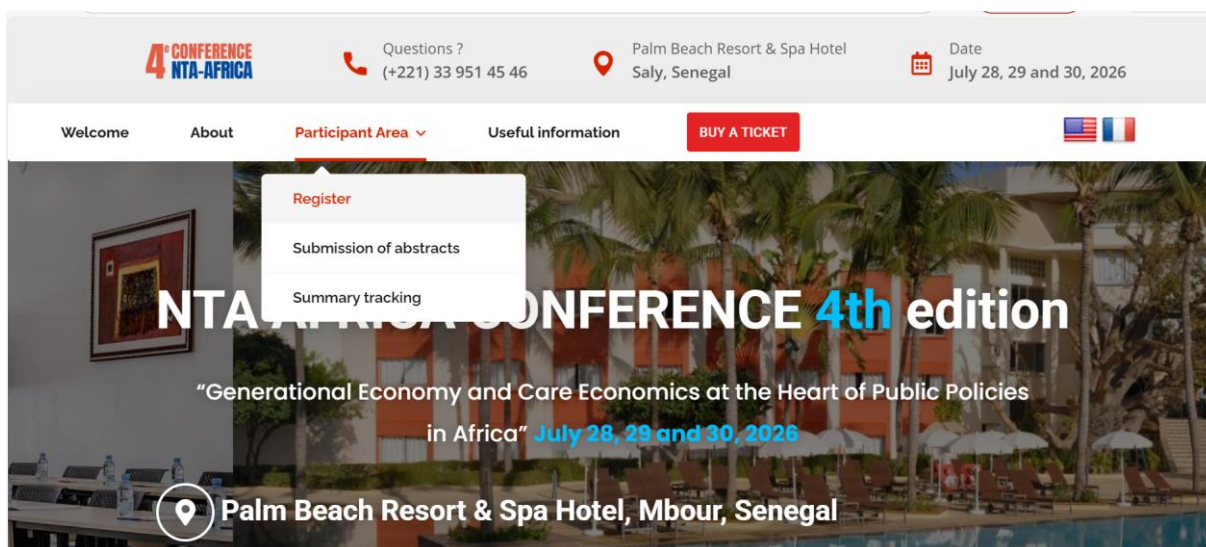 4e CONFERENCE
NTA-AFRICA
Questions ?
(+221) 33 951 45 46
Palm Beach Resort & Spa Hotel
Saly, Senegal
Date
July 28, 29 and 30, 2026
Welcome
About
Participant Area
Useful information
BUY A TICKET
Register
Submission of abstracts
Summary tracking
NTA-AFRICA CONFERENCE 4th edition
“Generational Economy and Care Economics at the Heart of Public Policies
in Africa” July 28, 29 and 30, 2026
Palm Beach Resort & Spa Hotel, Mbour, Senegal